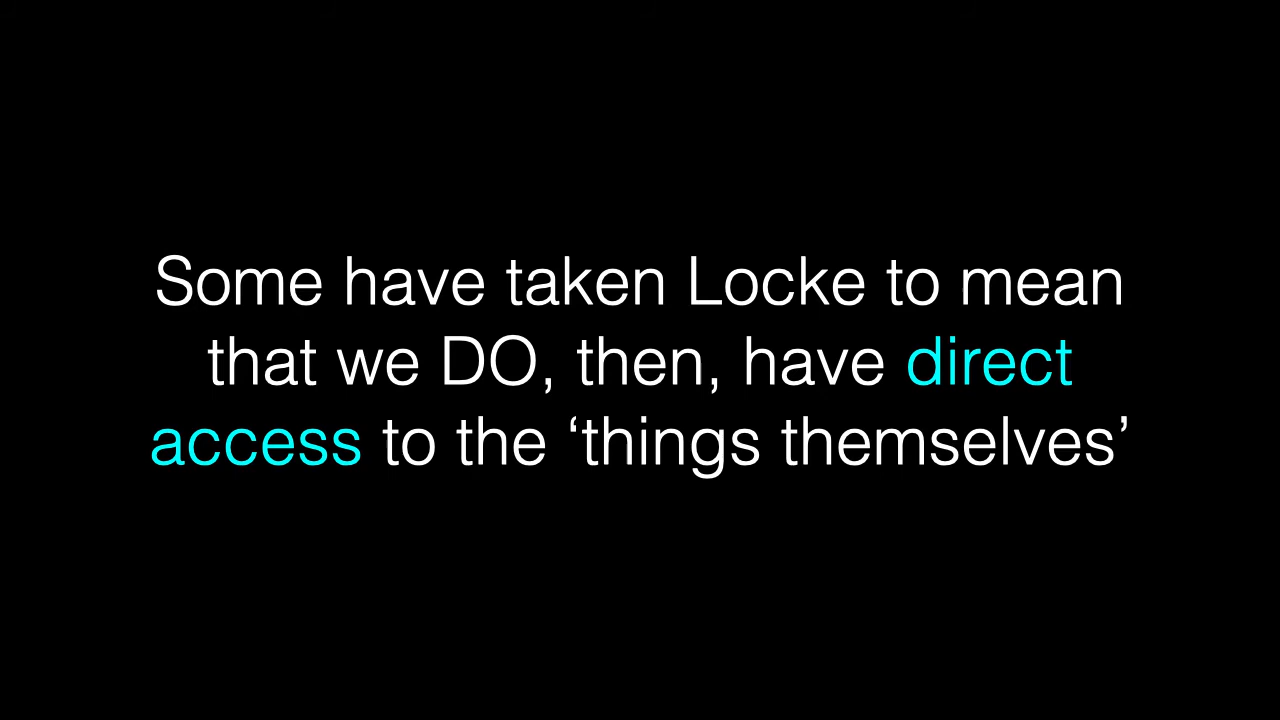 Some have taken Locke to mean
that we DO, then, have direct
access to the ‘things themselves’